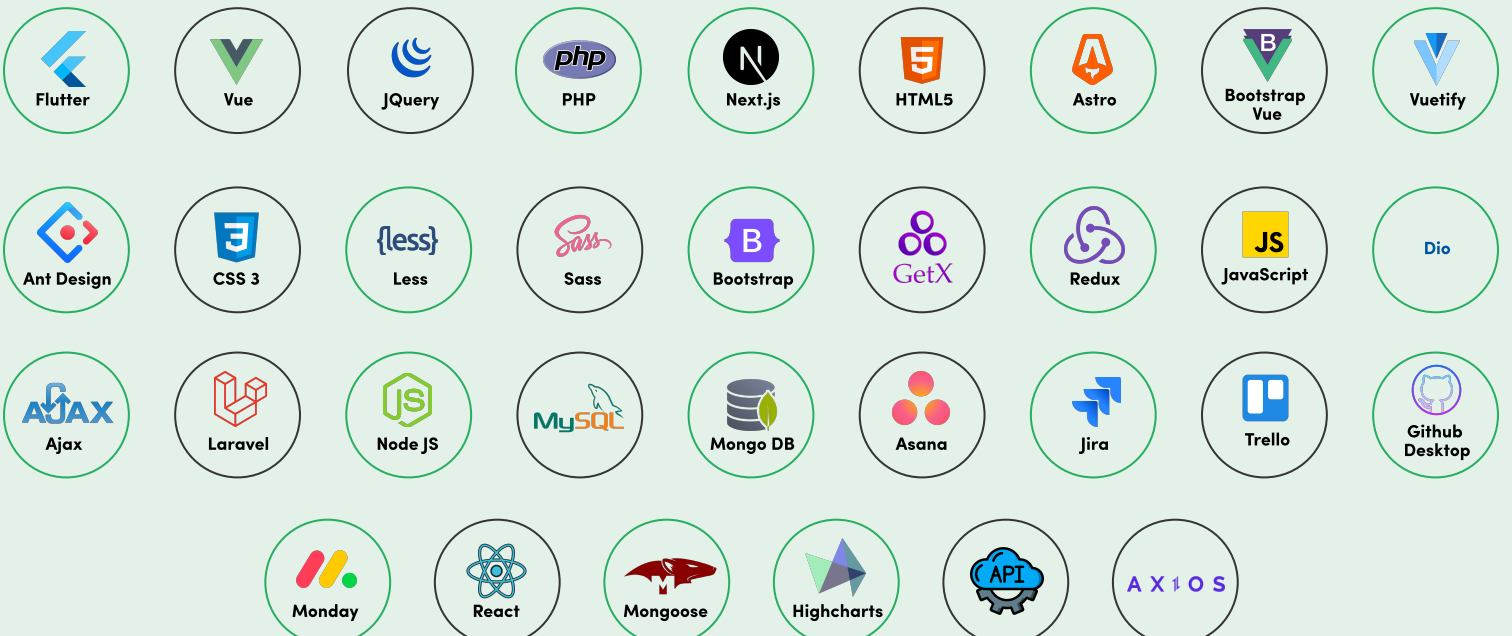 Flutter
Vue
JQuery
php
PHP
N
Next.js
5
HTML5
Astro
B
Bootstrap
Vue
Vuetify
Ant Design
3
CSS 3
{less}
Less
Sass
Sass
B
Bootstrap
GetX
Redux
JS
JavaScript
Dio
AJAX
Ajax
Laravel
JS
Node JS
MySQL
Mongo DB
Asana
Jira
Trello
Github
Desktop
Monday
React
M
Mongoose
Highcharts
API
AXIOS